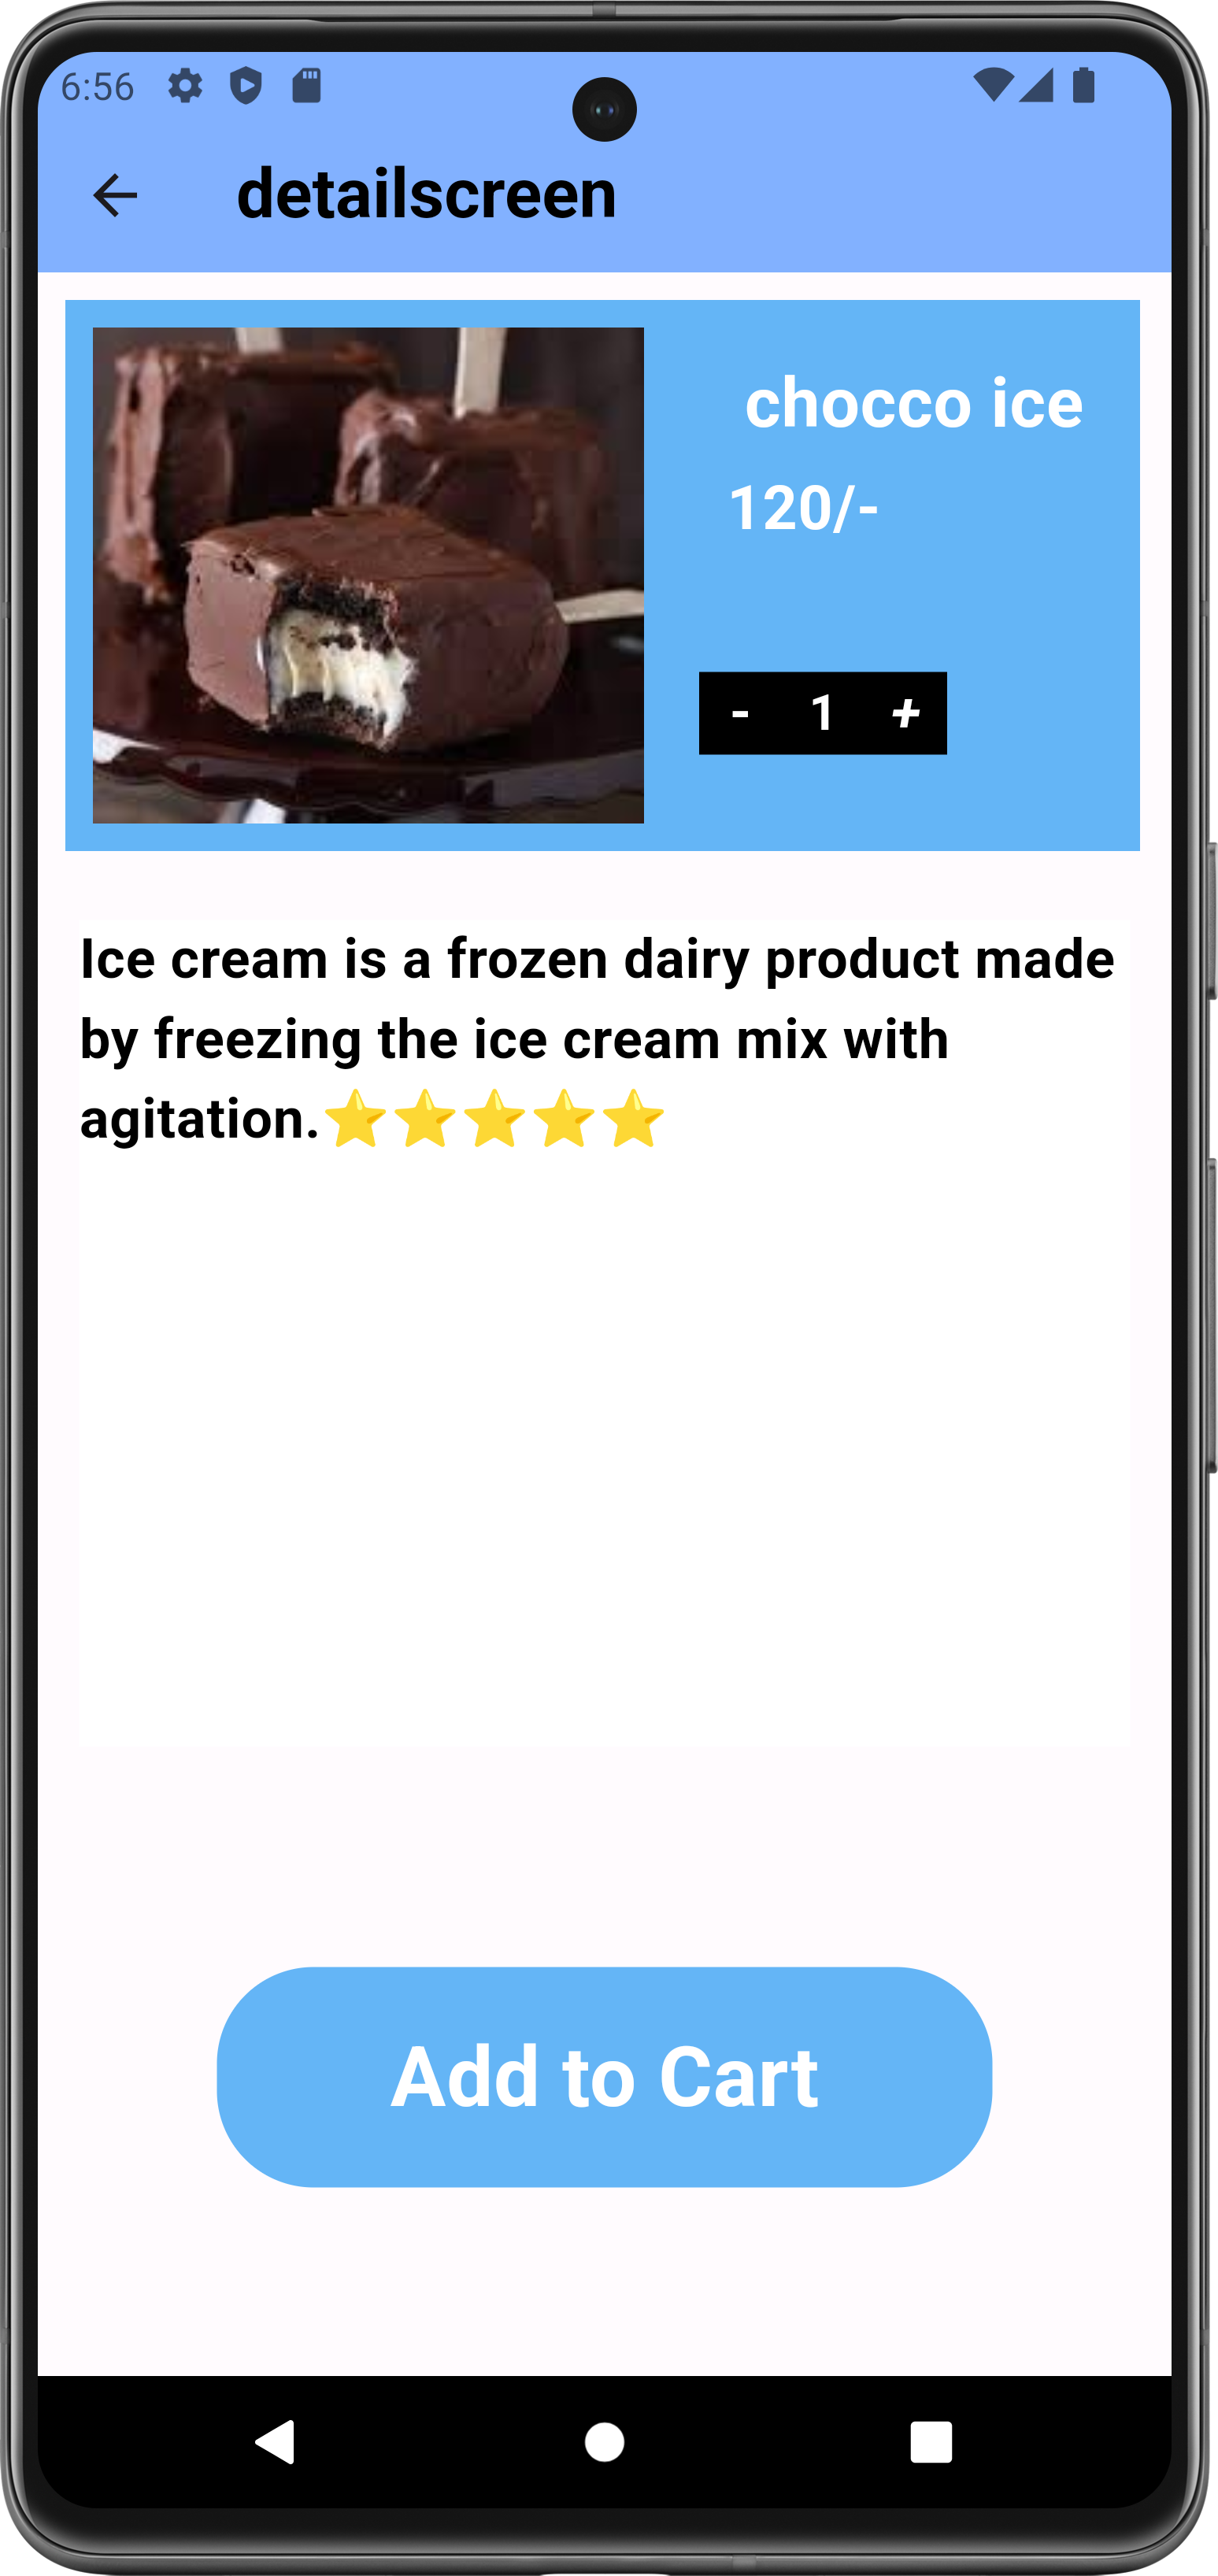 6:56
detailscreen
chocco ice
120/-
- 1 +
Ice cream is a frozen dairy product made
by freezing the ice cream mix with
agitation.⭐⭐⭐⭐⭐
Add to Cart